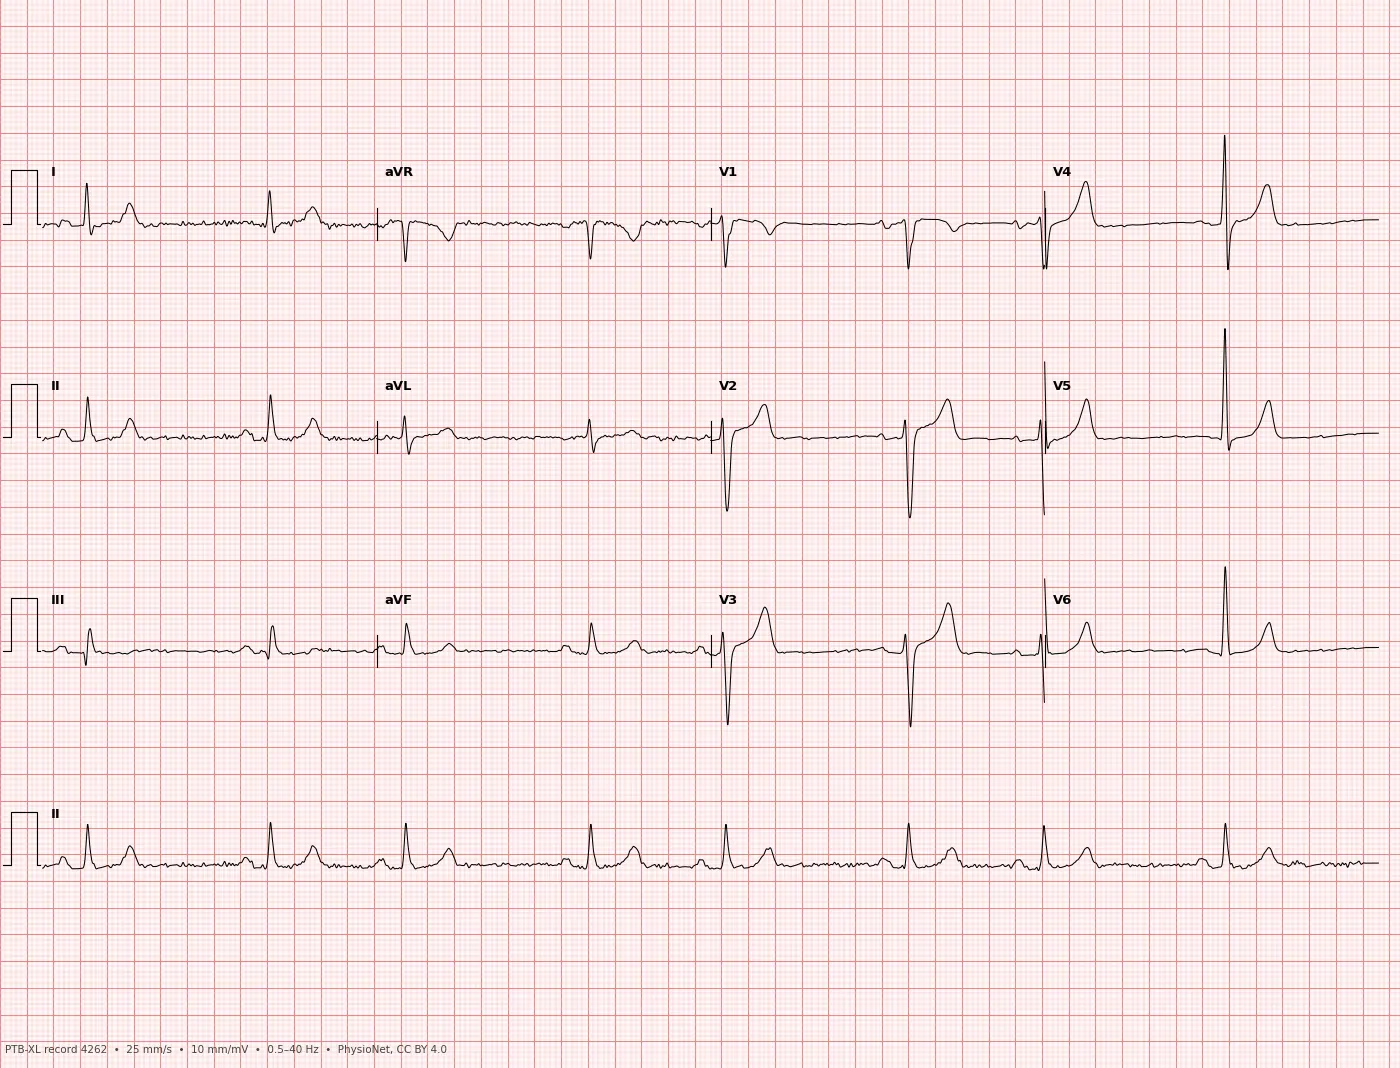 I aVR V1 V4
II aVL V2 V5
III aVF V3 V6
II
PTB-XL record 4262 • 25 mm/s • 10 mm/mV • 0.5–40 Hz • PhysioNet, CC BY 4.0